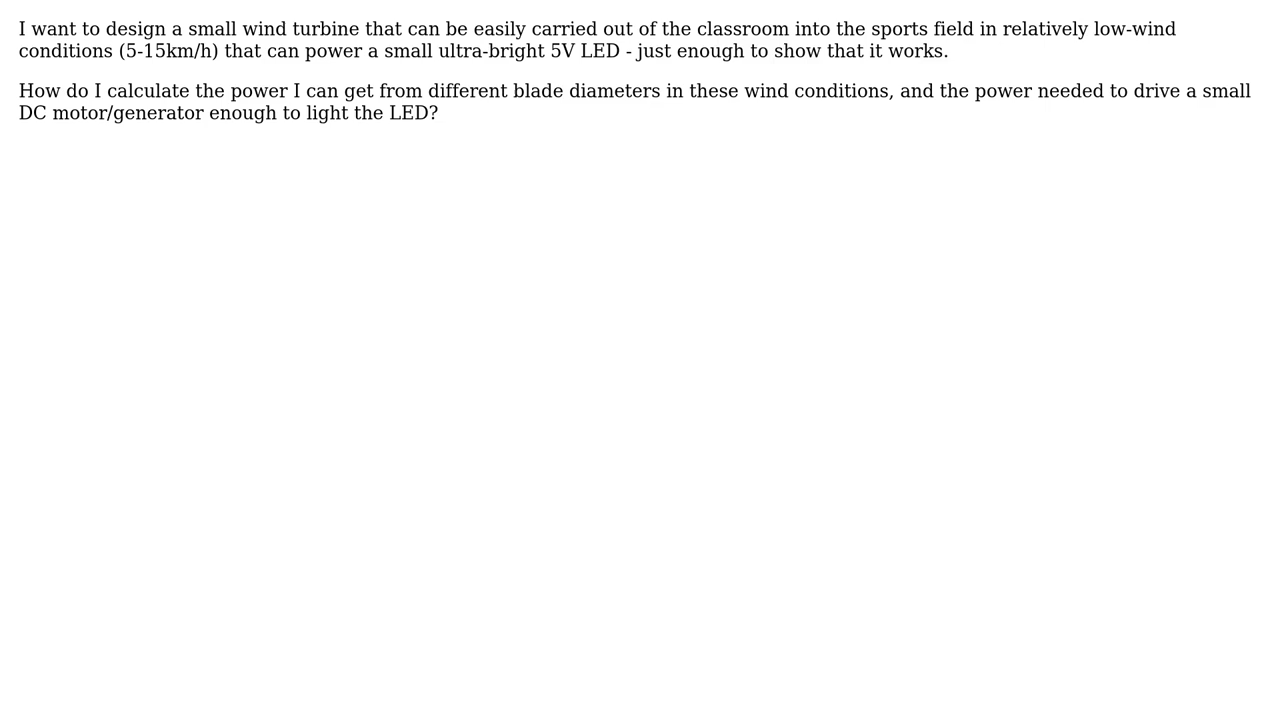 I want to design a small wind turbine that can be easily carried out of the classroom into the sports field in relatively low-wind
conditions (5-15km/h) that can power a small ultra-bright 5V LED - just enough to show that it works.
How do I calculate the power I can get from different blade diameters in these wind conditions, and the power needed to drive a small
DC motor/generator enough to light the LED?